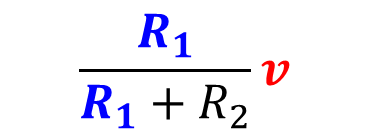 R₁
R₁ + R₂ v